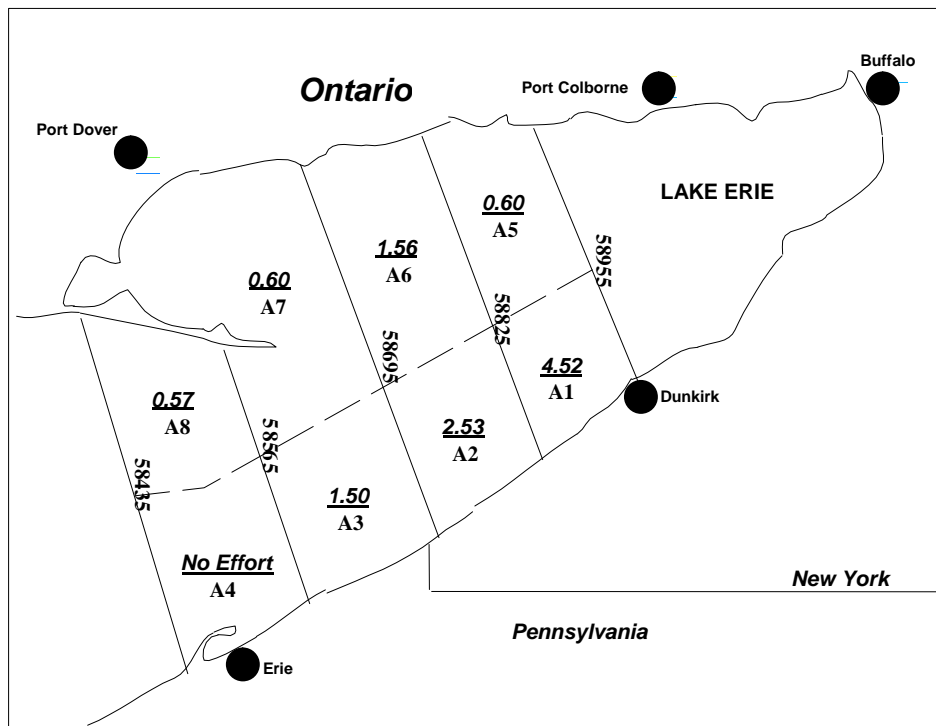 Buffalo
Ontario
Port Colborne
Port Dover
LAKE ERIE
0.60
A5
1.56
A6
58955
0.60
A7
58825
58695
4.52
A1
Dunkirk
0.57
A8
2.53
A2
58565
58435
1.50
A3
No Effort
A4
New York
Pennsylvania
Erie